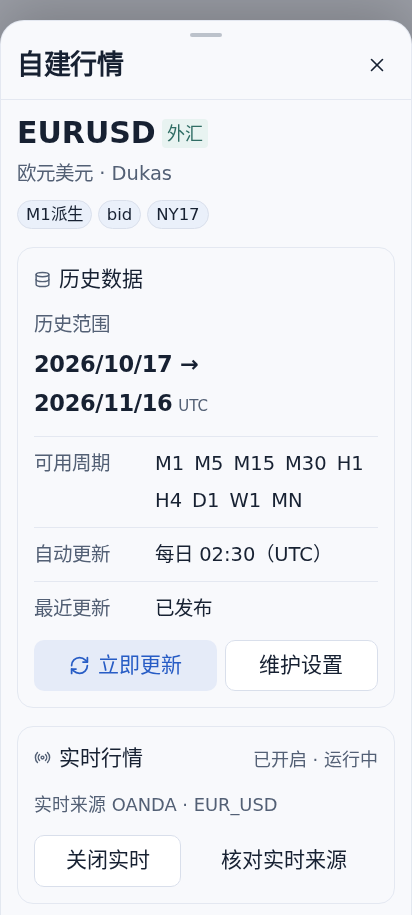 自建行情
EURUSD 外汇
欧元美元 · Dukas
M1派生 bid NY17
历史数据
历史范围
2026/10/17 →
2026/11/16 UTC
可用周期 M1 M5 M15 M30 H1
H4 D1 W1 MN
自动更新 每日 02:30（UTC）
最近更新 已发布
立即更新 维护设置
实时行情 已开启 · 运行中
实时来源 OANDA · EUR_USD
关闭实时 核对实时来源